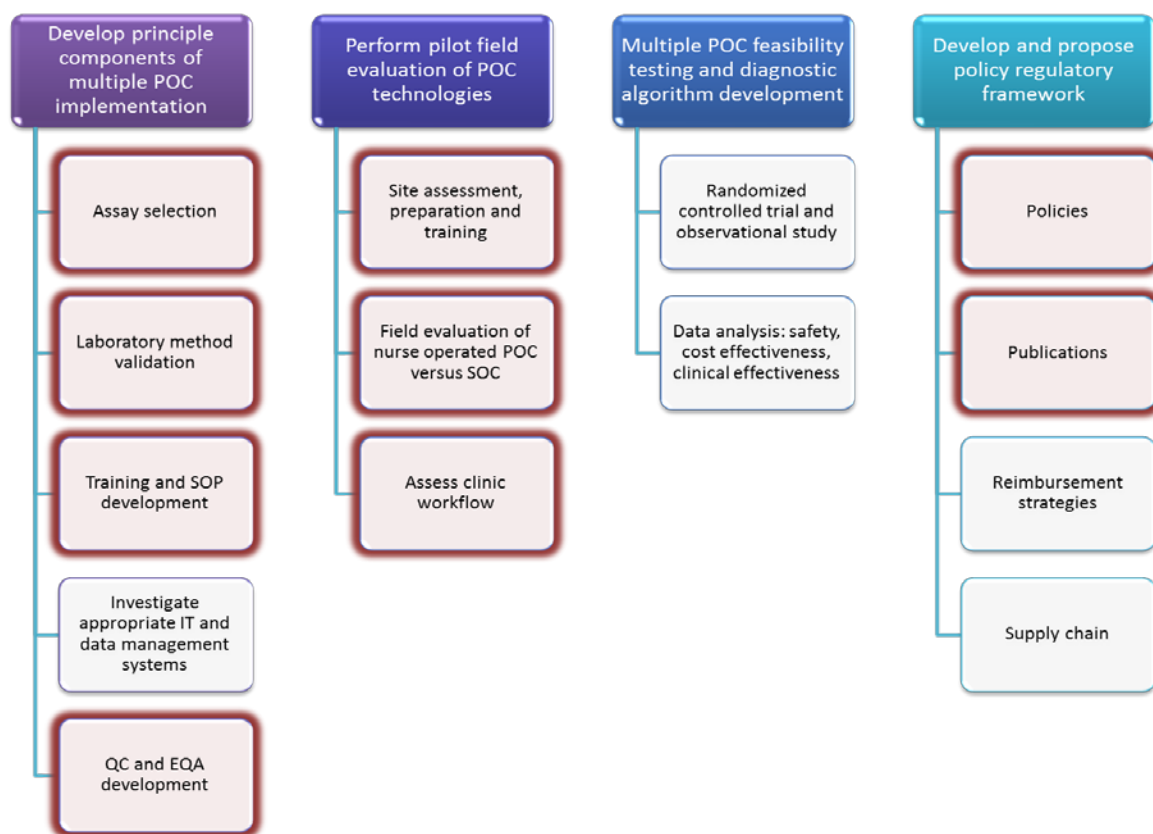 Develop principle
components of
multiple POC
implementation
Assay selection
Laboratory method
validation
Training and SOP
development
Investigate
appropriate IT and
data management
systems
QC and EQA
development
Perform pilot field
evaluation of POC
technologies
Site assessment,
preparation and
training
Field evaluation of
nurse operated POC
versus SOC
Assess clinic
workflow
Multiple POC feasibility
testing and diagnostic
algorithm development
Randomized
controlled trial and
observational study
Data analysis: safety,
cost effectiveness,
clinical effectiveness
Develop and propose
policy regulatory
framework
Policies
Publications
Reimbursement
strategies
Supply chain